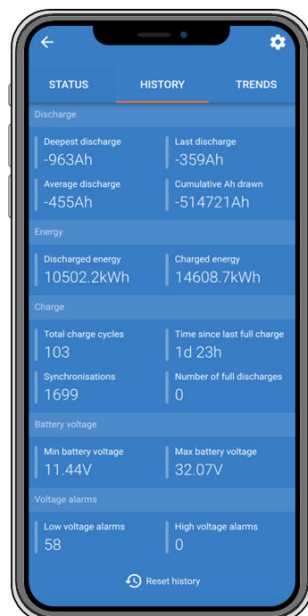 STATUS HISTORY TRENDS
Discharge
Deepest discharge Last discharge
-963Ah -359Ah
Average discharge Cumulative Ah drawn
-455Ah -514721Ah
Energy
Discharged energy Charged energy
10502.2kWh 14608.7kWh
Charge
Total charge cycles Time since last full charge
103 1d 23h
Synchronisations Number of full discharges
1699 0
Battery voltage
Min battery voltage Max battery voltage
11.44V 32.07V
Voltage alarms
Low voltage alarms High voltage alarms
58 0
Reset history